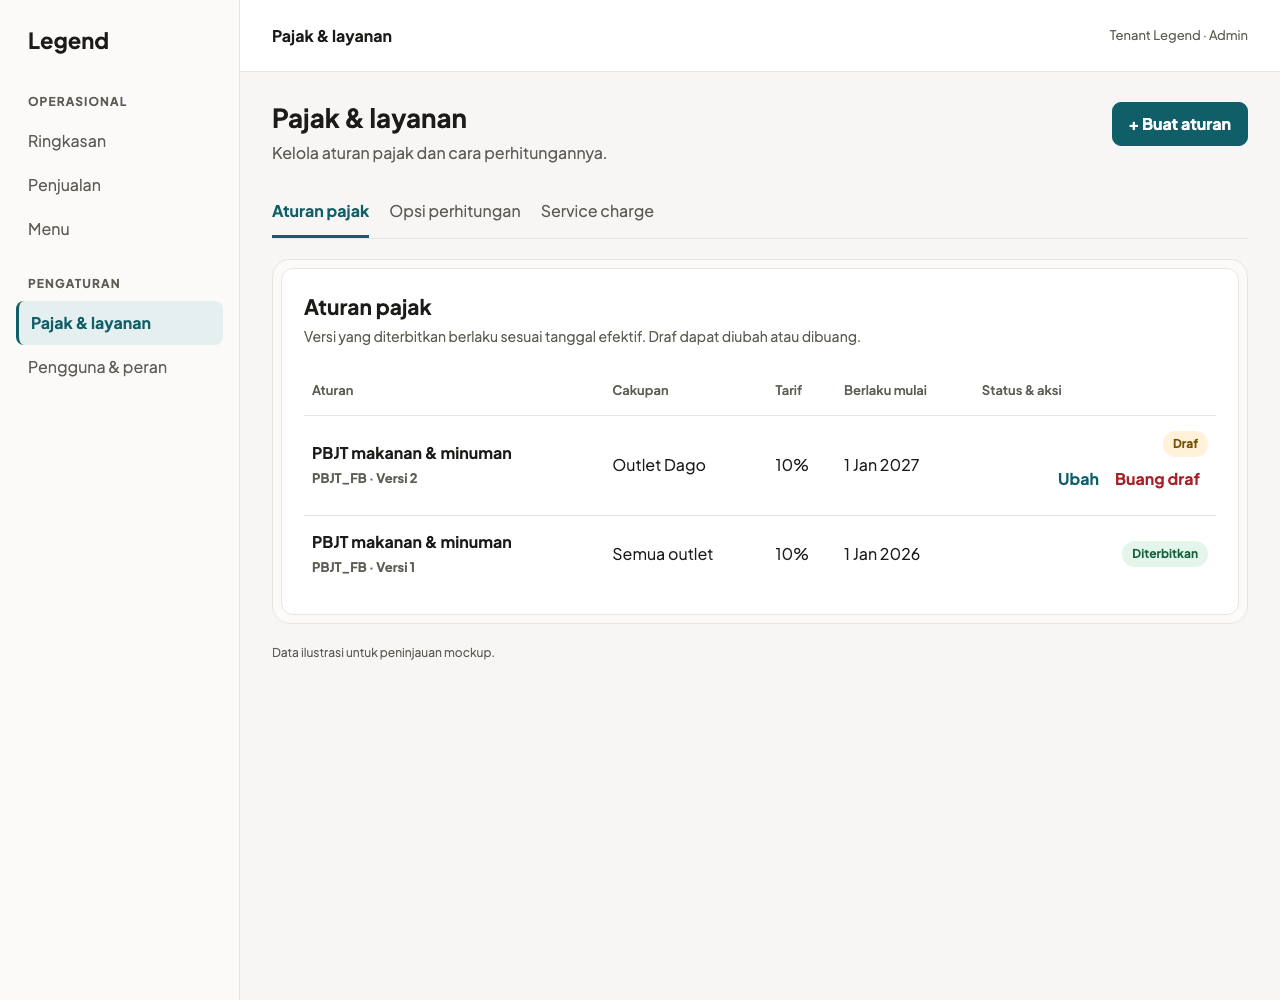 Legend
OPERASIONAL
Ringkasan
Penjualan
Menu
PENGATURAN
Pajak & layanan
Pengguna & peran
Pajak & layanan
Tenant Legend · Admin
Pajak & layanan
Kelola aturan pajak dan cara perhitungannya.
+ Buat aturan
Aturan pajak
Opsi perhitungan
Service charge
Aturan pajak
Versi yang diterbitkan berlaku sesuai tanggal efektif. Draf dapat diubah atau dibuang.
Aturan Cakupan Tarif Berlaku mulai Status & aksi
PBJT makanan & minuman
PBJT_FB · Versi 2
Outlet Dago
10%
1 Jan 2027
Draf
Ubah Buang draf
PBJT makanan & minuman
PBJT_FB · Versi 1
Semua outlet
10%
1 Jan 2026
Diterbitkan
Data ilustrasi untuk peninjauan mockup.